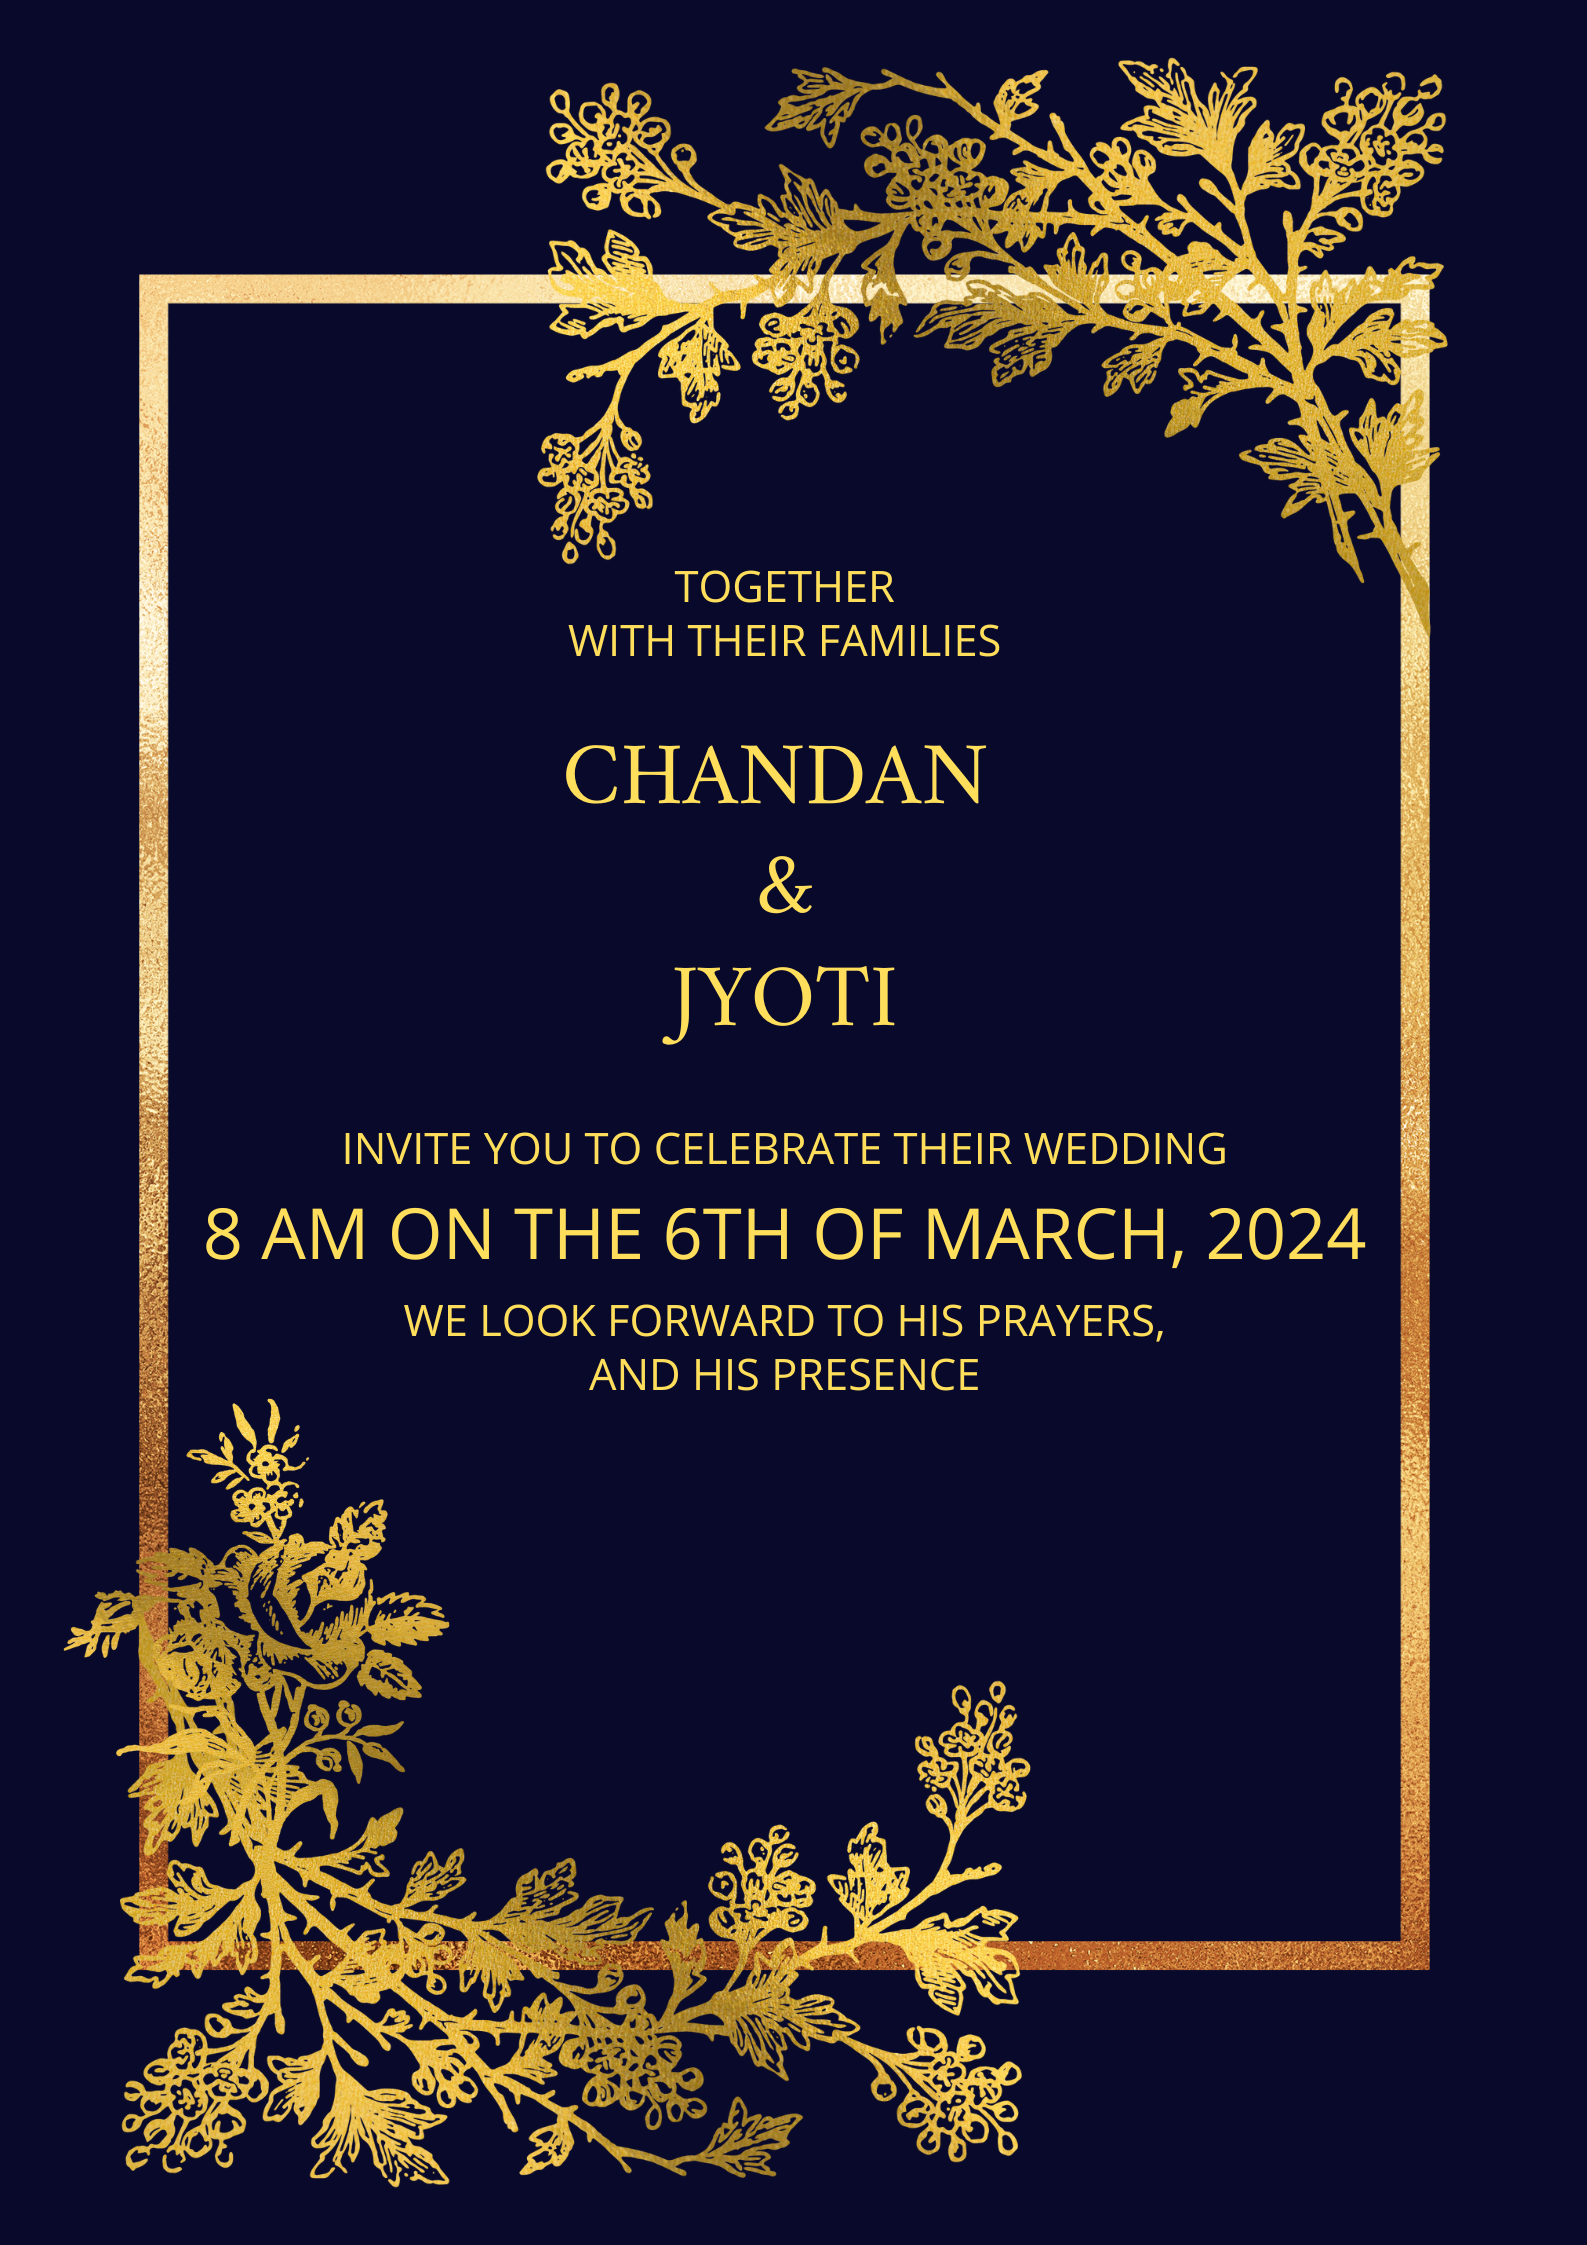 TOGETHER
WITH THEIR FAMILIES
CHANDAN
&
JYOTI
INVITE YOU TO CELEBRATE THEIR WEDDING
8 AM ON THE 6TH OF MARCH, 2024
WE LOOK FORWARD TO HIS PRAYERS,
AND HIS PRESENCE